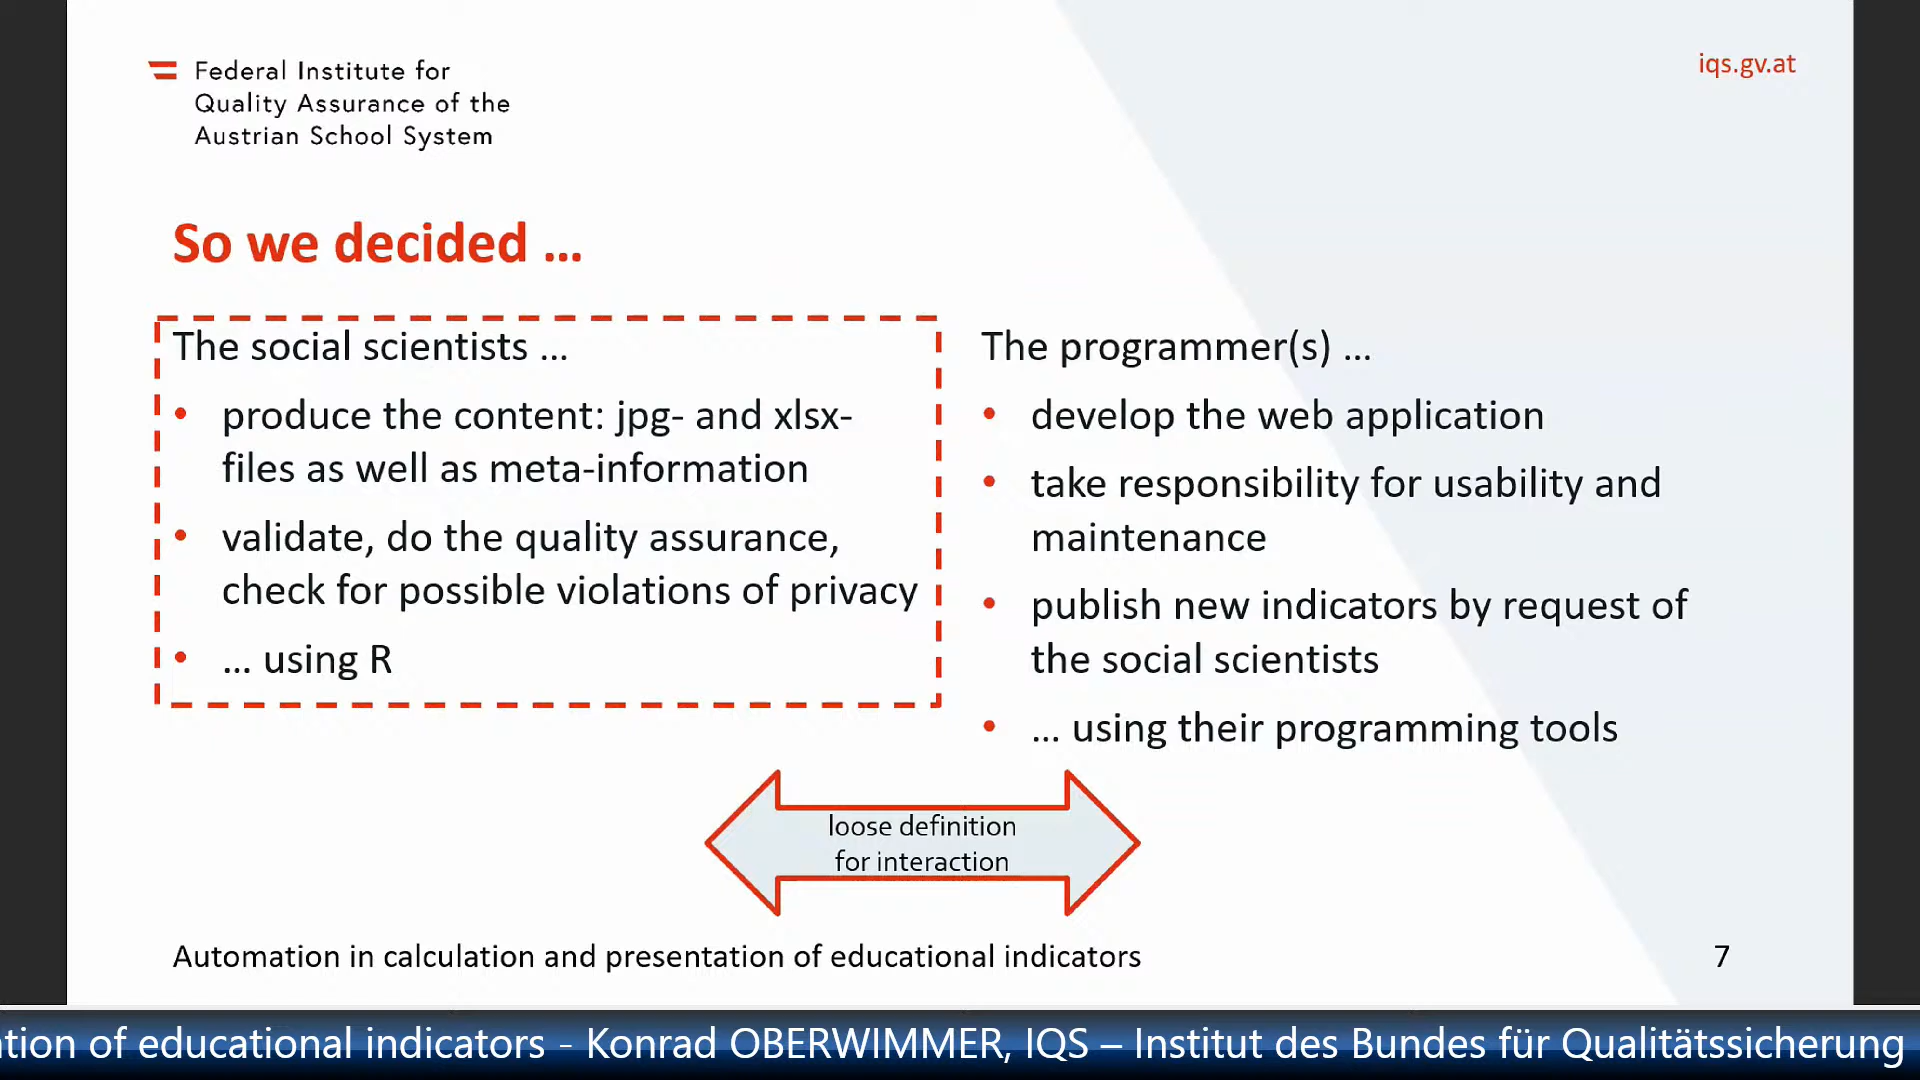 Federal Institute for
Quality Assurance of the
Austrian School System
iqs.gv.at
So we decided ...
The social scientists ...
• produce the content: jpg- and xlsx-
files as well as meta-information
• validate, do the quality assurance,
check for possible violations of privacy
• ... using R
The programmer(s) ...
• develop the web application
• take responsibility for usability and
maintenance
• publish new indicators by request of
the social scientists
• ... using their programming tools
loose definition
for interaction
Automation in calculation and presentation of educational indicators
7
tion of educational indicators - Konrad OBERWIMMER, IQS – Institut des Bundes für Qualitätssicherung